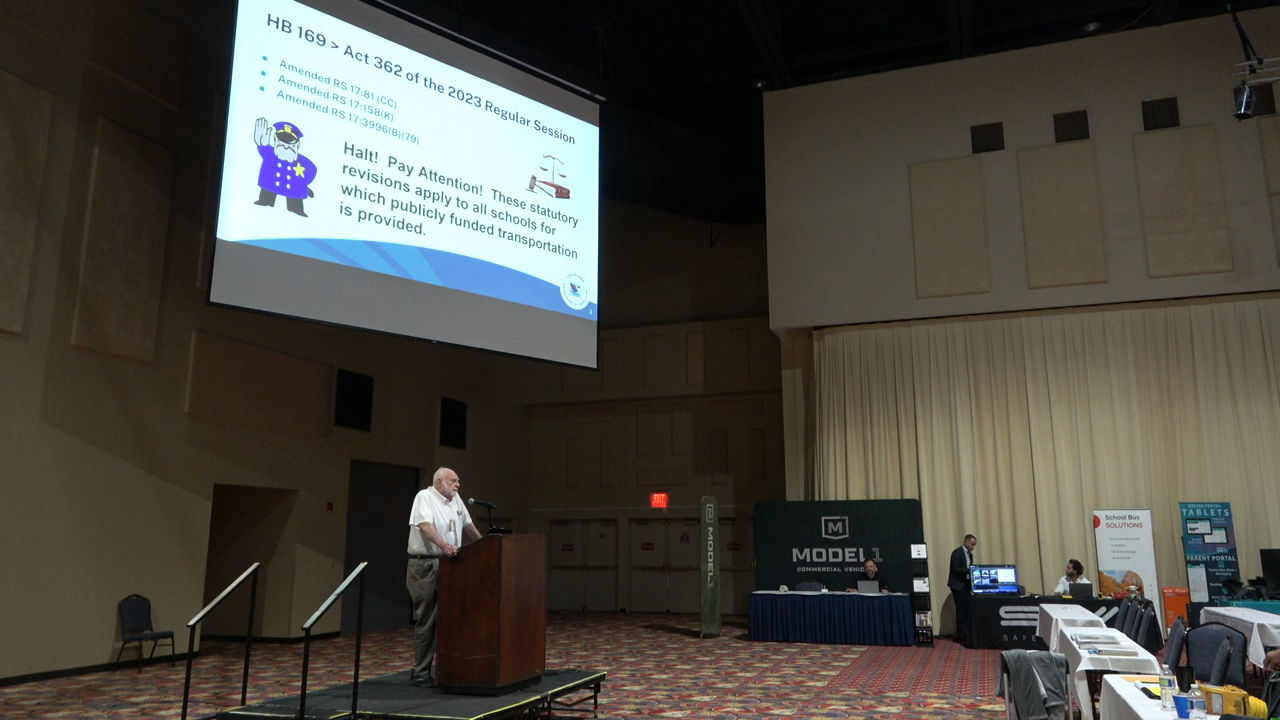 HB 169 > Act 362 of the 2023 Regular Session
Amended RS 17:81 (CC)
Amended RS 17:158(K)
Amended RS 17:3996(B)(79)
Halt! Pay Attention! These statutory
revisions apply to all schools for
which publicly funded transportation
is provided.
3
EXIT
M
MODEL
M
MODEL 1
COMMERCIAL VEHIC
School Bus
SOLUTIONS
TABLETS
PARENT PORTAL
SAFE